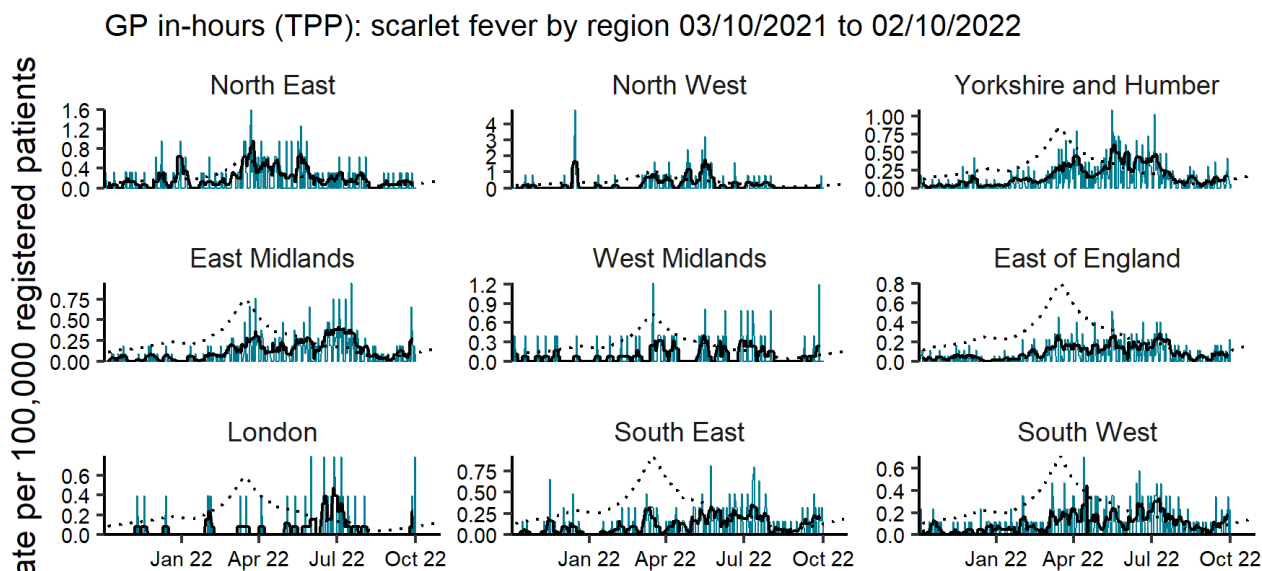 GP in-hours (TPP): scarlet fever by region 03/10/2021 to 02/10/2022
per 100,000 registered patients
North East
North West
Yorkshire and Humber
1.6
1.2
0.8
0.4
0.0
4
3
2
1
0
1.00
0.75
0.50
0.25
0.00
East Midlands
West Midlands
East of England
0.75
0.50
0.25
0.00
1.2
0.9
0.6
0.3
0.0
0.8
0.6
0.4
0.2
0.0
London
South East
South West
0.6
0.4
0.2
0.0
0.75
0.50
0.25
0.00
0.6
0.4
0.2
0.0
Jan 22 Apr 22 Jul 22 Oct 22
Jan 22 Apr 22 Jul 22 Oct 22
Jan 22 Apr 22 Jul 22 Oct 22